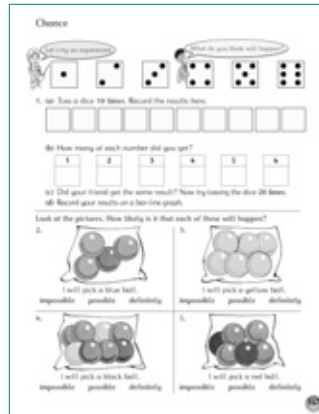 Chance
Let's try an experiment.
What do you think will happen?
1. (a) Toss a dice 10 times. Record the results here.
(b) How many of each number did you get?
1 2 3 4 5 6
(c) Did your friend get the same result? Now try tossing the dice 20 times.
(d) Record your results on a bar-line graph.
Look at the pictures. How likely is it that each of these will happen?
2.
I will pick a blue ball.
impossible possible definitely
3.
I will pick a yellow ball.
impossible possible definitely
4.
I will pick a black ball.
impossible possible definitely
5.
I will pick a red ball.
impossible possible definitely